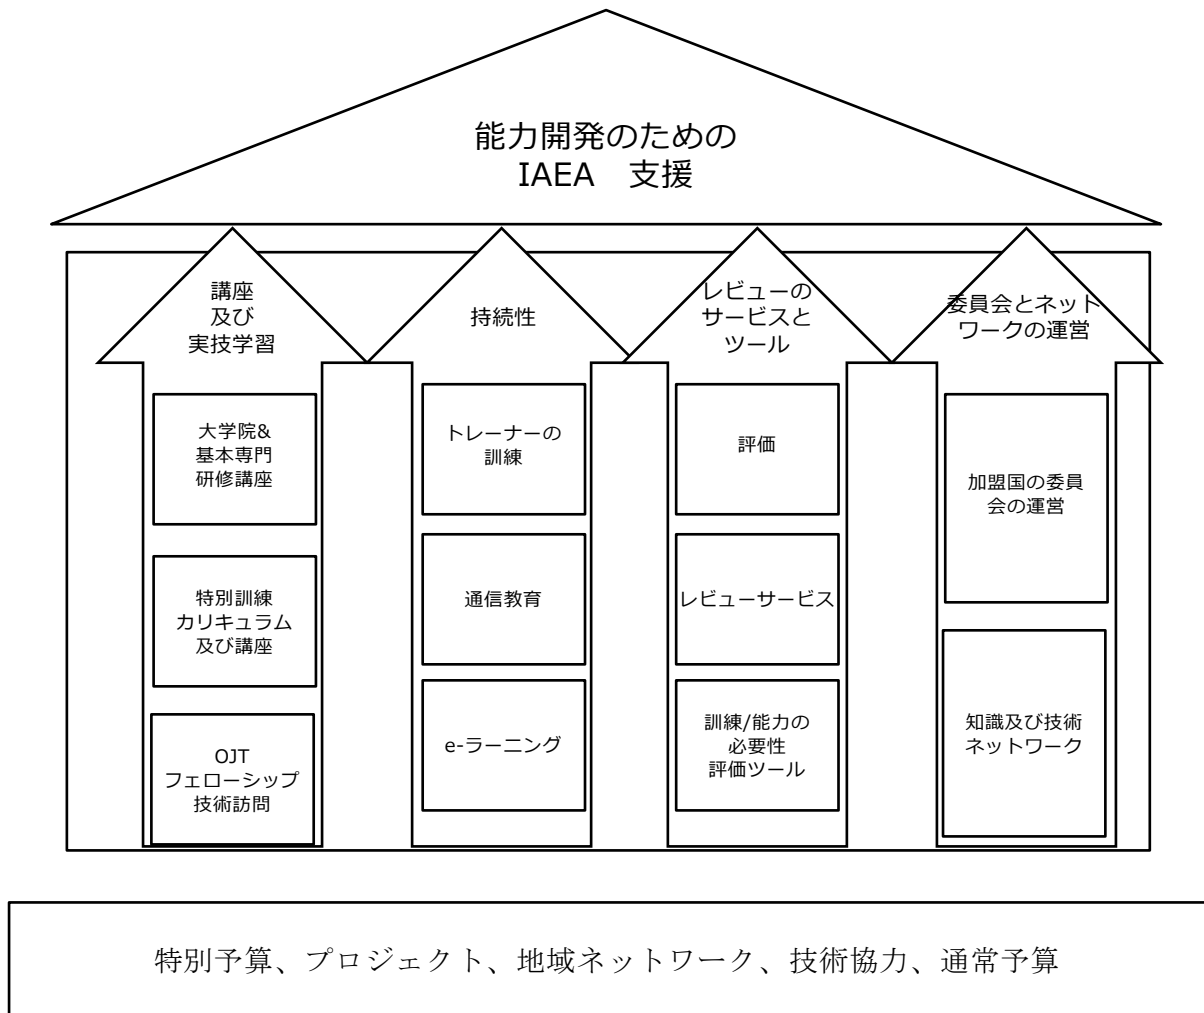 能力開発のための
IAEA　支援
講座
及び
実技学習
大学院&
基本専門
研修講座
特別訓練
カリキュラム
及び講座
OJT
フェローシップ
技術訪問
持続性
トレーナーの
訓練
通信教育
e-ラーニング
レビューの
サービスと
ツール
評価
レビューサービス
訓練/能力の
必要性
評価ツール
委員会とネット
ワークの運営
加盟国の委員
会の運営
知識及び技術
ネットワーク
特別予算、プロジェクト、地域ネットワーク、技術協力、通常予算